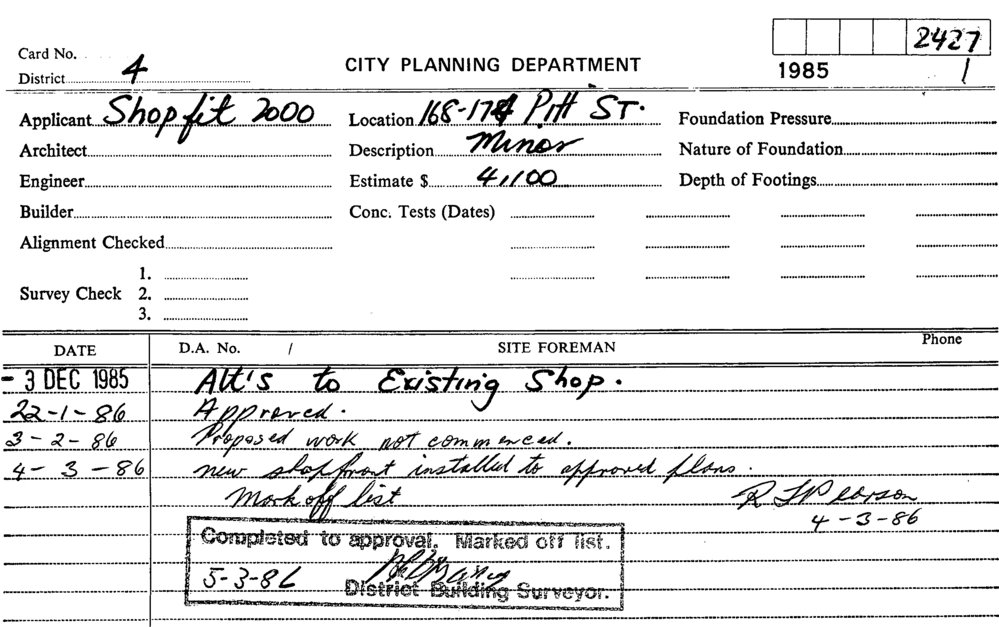 2427
Card No.
District 4
CITY PLANNING DEPARTMENT
1985 1
Applicant Shopfit 2000 Location 168-174 Pitt ST. Foundation Pressure
Architect Description Minor Nature of Foundation
Engineer Estimate $ 4,100 Depth of Footings
Builder Conc. Tests (Dates)
Alignment Checked
1.
Survey Check 2.
3.
DATE D.A. No. / SITE FOREMAN Phone
- 3 DEC 1985 Alt's to Existing Shop.
22-1-86 Approved.
3-2-86 Proposed work not commenced.
4-3-86 new shopfront installed to approved plans.
Mark off list R Pearson
4-3-86
Completed to approval. Marked off list.
5-3-86
District Building Surveyor.